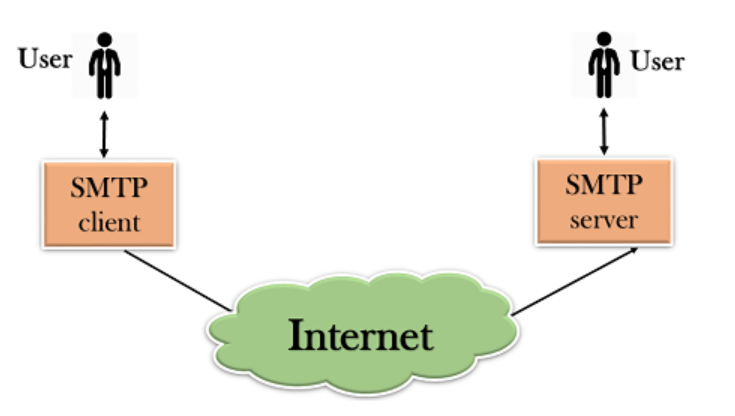 User
User
SMTP
client
SMTP
server
Internet